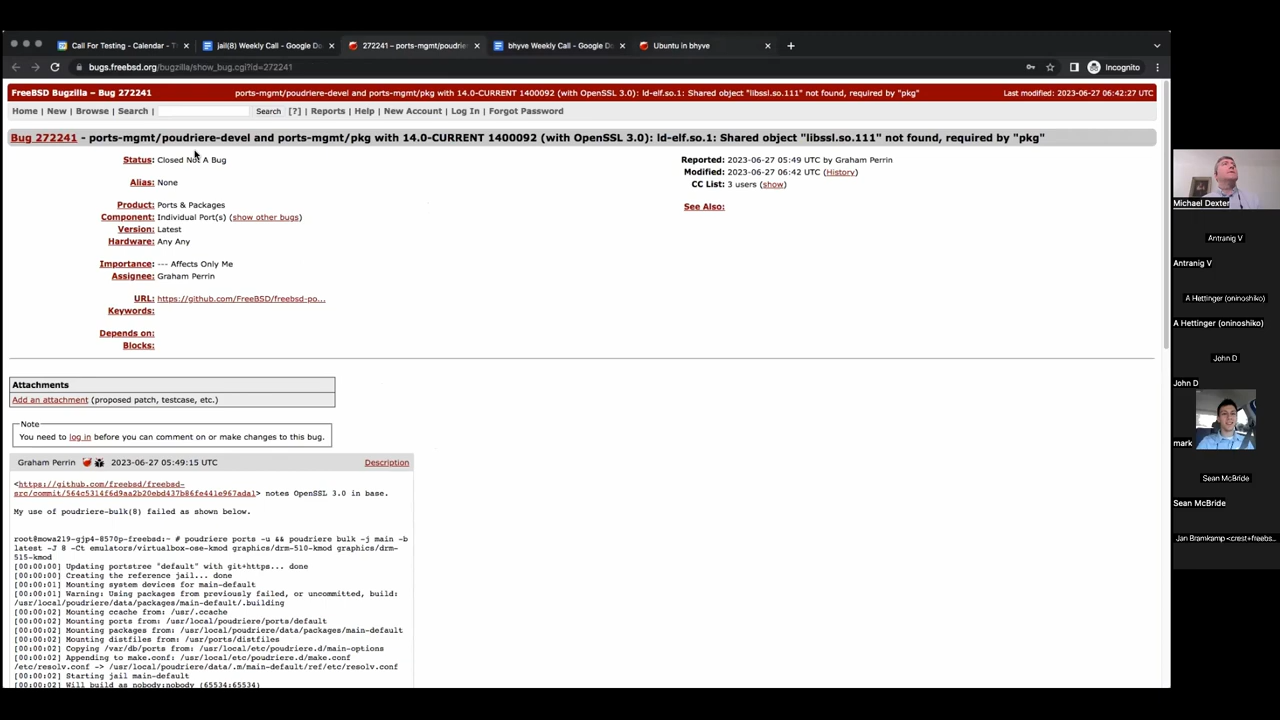 Call For Testing - Calendar - T
jail(8) Weekly Call - Google Do
272241 – ports-mgmt/poudrie
bhyve Weekly Call - Google Do
Ubuntu in bhyve
bugs.freebsd.org/bugzilla/show_bug.cgi?id=272241
Incognito
FreeBSD Bugzilla – Bug 272241
ports-mgmt/poudriere-devel and ports-mgmt/pkg with 14.0-CURRENT 1400092 (with OpenSSL 3.0): ld-elf.so.1: Shared object "libssl.so.111" not found, required by "pkg"
Last modified: 2023-06-27 06:42:27 UTC
Home | New | Browse | Search | Search [?] | Reports | Help | New Account | Log In | Forgot Password
Bug 272241 - ports-mgmt/poudriere-devel and ports-mgmt/pkg with 14.0-CURRENT 1400092 (with OpenSSL 3.0): ld-elf.so.1: Shared object "libssl.so.111" not found, required by "pkg"
Status: Closed Not A Bug
Alias: None
Product: Ports & Packages
Component: Individual Port(s) (show other bugs)
Version: Latest
Hardware: Any Any
Importance: --- Affects Only Me
Assignee: Graham Perrin
URL: https://github.com/FreeBSD/freebsd-po...
Keywords:
Depends on:
Blocks:
Reported: 2023-06-27 05:49 UTC by Graham Perrin
Modified: 2023-06-27 06:42 UTC (History)
CC List: 3 users (show)
See Also:
Attachments
Add an attachment (proposed patch, testcase, etc.)
Note
You need to log in before you can comment on or make changes to this bug.
Graham Perrin 2023-06-27 05:49:15 UTC Description
<https://github.com/freebsd/freebsd-
src/commit/564c5314f6d9aa2b20ebd437b86fe441e967ada1> notes OpenSSL 3.0 in base.
My use of poudriere-bulk(8) failed as shown below.
root@mowa219-gjp4-8570p-freebsd:~ # poudriere ports -u && poudriere bulk -j main -b
latest -J 8 -Ct emulators/virtualbox-ose-kmod graphics/drm-510-kmod graphics/drm-
515-kmod
[00:00:00] Updating portstree "default" with git+https... done
[00:00:00] Creating the reference jail... done
[00:00:01] Mounting system devices for main-default
[00:00:01] Warning: Using packages from previously failed, or uncommitted, build:
/usr/local/poudriere/data/packages/main-default/.building
[00:00:02] Mounting ccache from: /usr/.ccache
[00:00:02] Mounting ports from: /usr/local/poudriere/ports/default
[00:00:02] Mounting packages from: /usr/local/poudriere/data/packages/main-default
[00:00:02] Mounting distfiles from: /usr/ports/distfiles
[00:00:02] Copying /var/db/ports from: /usr/local/etc/poudriere.d/main-options
[00:00:02] Appending to make.conf: /usr/local/etc/poudriere.d/make.conf
/etc/resolv.conf -> /usr/local/poudriere/data/.m/main-default/ref/etc/resolv.conf
[00:00:02] Starting jail main-default
[00:00:02] Will build as nobody:nobody (65534:65534)
Michael Dexter
Antranig V
Antranig V
A Hettinger (oninoshiko)
A Hettinger (oninoshiko)
John D
John D
mark
Sean McBride
Sean McBride
Jan Bramkamp <crest+freebs...